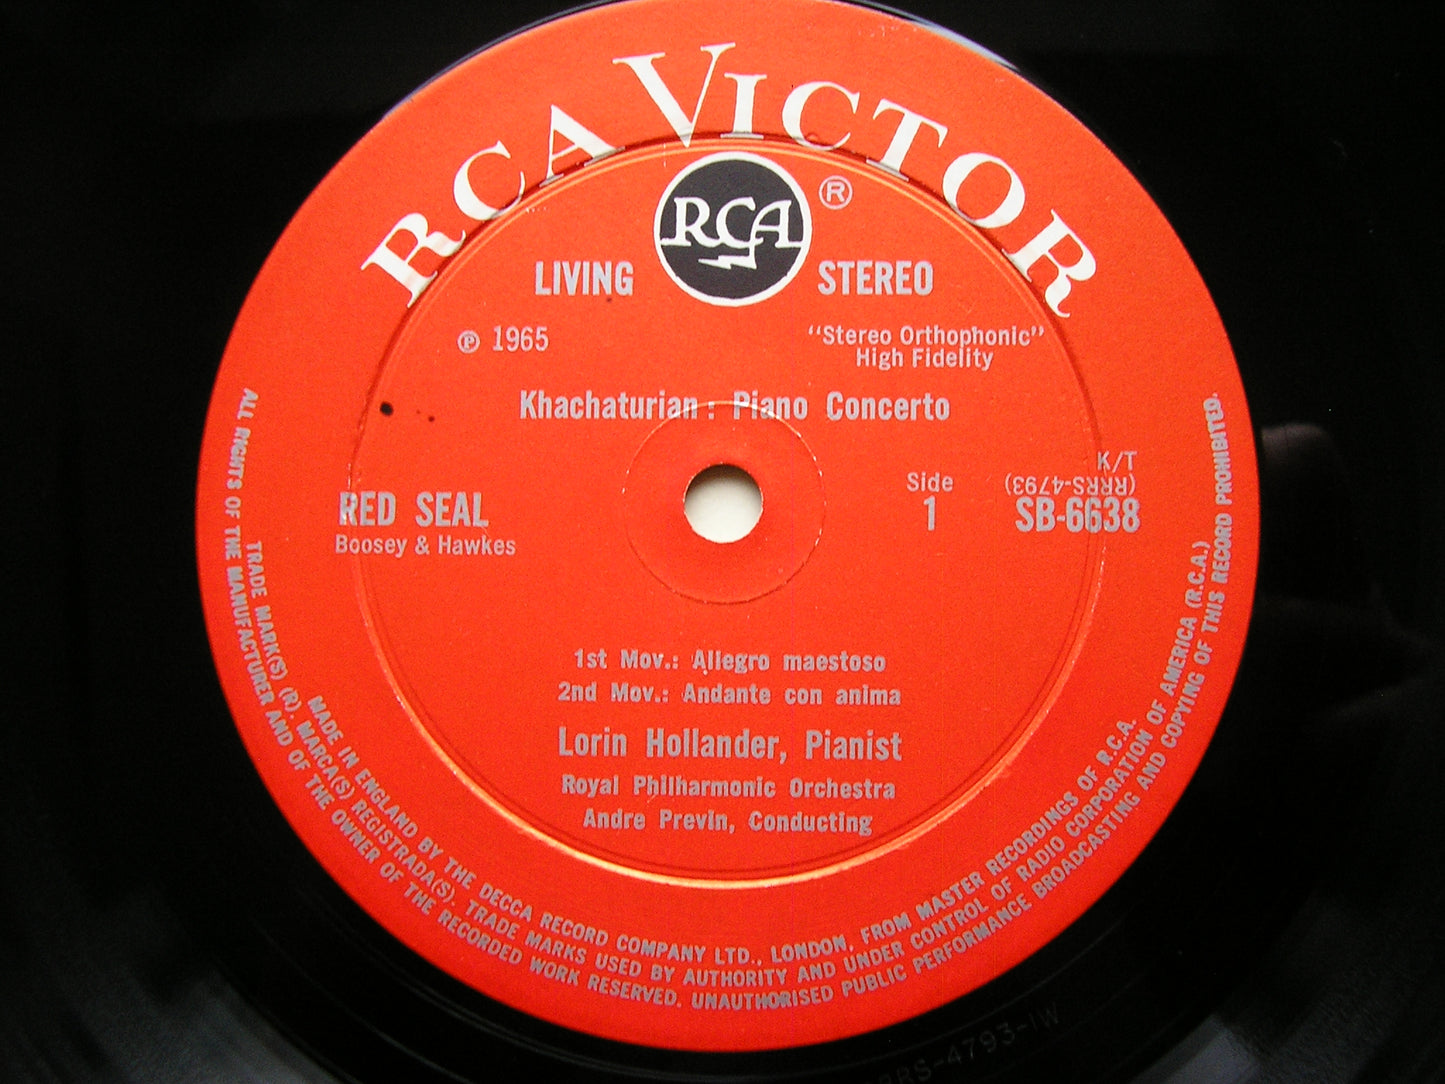 RCA VICTOR
RCA ®
LIVING STEREO
℗ 1965
"Stereo Orthophonic"
High Fidelity
Khachaturian : Piano Concerto
K/T
(RRRS-4793)
RED SEAL
Side
1
SB-6638
Boosey & Hawkes
1st Mov.: Allegro maestoso
2nd Mov.: Andante con anima
Lorin Hollander, Pianist
Royal Philharmonic Orchestra
Andre Previn, Conducting
MADE IN ENGLAND BY THE DECCA RECORD COMPANY LTD., LONDON, FROM MASTER RECORDINGS OF R.C.A.
TRADE MARK(S) (R) MARCA(S) REGISTRADA(S). TRADE MARKS USED BY AUTHORITY AND UNDER CONTROL OF RADIO CORPORATION OF AMERICA (R.C.A.)
ALL RIGHTS OF THE MANUFACTURER AND OF THE OWNER OF THE RECORDED WORK RESERVED. UNAUTHORISED PUBLIC PERFORMANCE BROADCASTING AND COPYING OF THIS RECORD PROHIBITED.
RRS-4793-1W